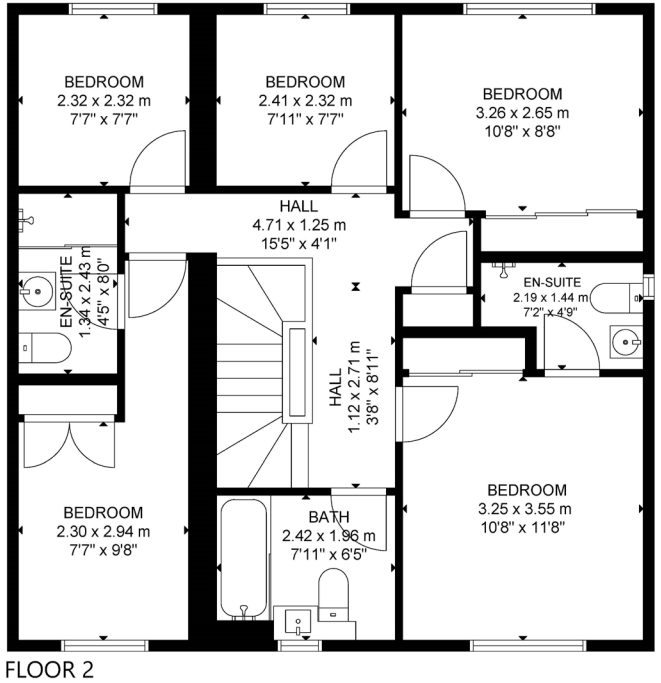 BEDROOM
2.32 x 2.32 m
7'7" x 7'7"
BEDROOM
2.41 x 2.32 m
7'11" x 7'7"
BEDROOM
3.26 x 2.65 m
10'8" x 8'8"
HALL
4.71 x 1.25 m
15'5" x 4'1"
EN-SUITE
1.34 x 2.43 m
4'5" x 8'0"
EN-SUITE
2.19 x 1.44 m
7'2" x 4'9"
HALL
1.12 x 2.71 m
3'8" x 8'11"
BEDROOM
2.30 x 2.94 m
7'7" x 9'8"
BATH
2.42 x 1.96 m
7'11" x 6'5"
BEDROOM
3.25 x 3.55 m
10'8" x 11'8"
FLOOR 2